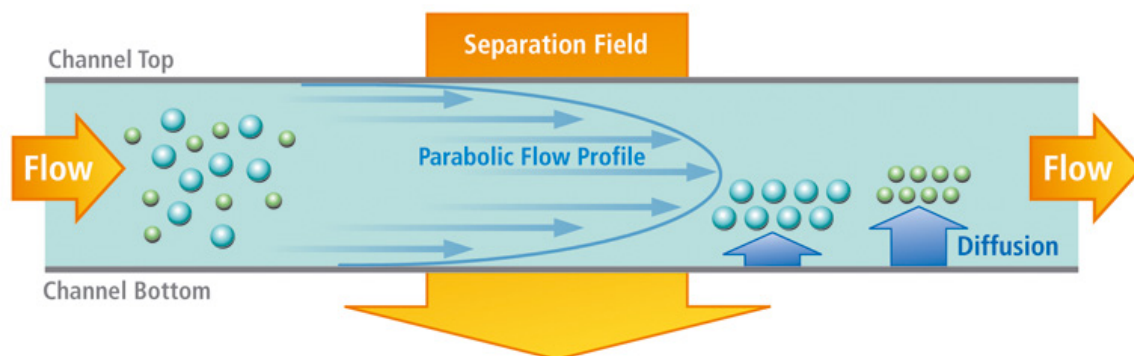 Separation Field
Channel Top
Flow
Parabolic Flow Profile
Flow
Diffusion
Channel Bottom